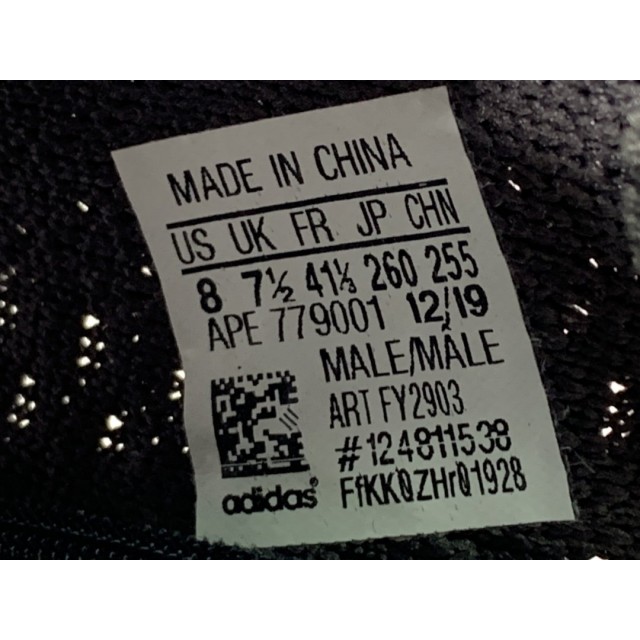 MADE IN CHINA
US UK FR JP CHN
8 7½ 41⅓ 260 255
APE 779001 12/19
MALE/MÂLE
ART FY2903
#124811538
FfKK0ZHr01928
adidas®